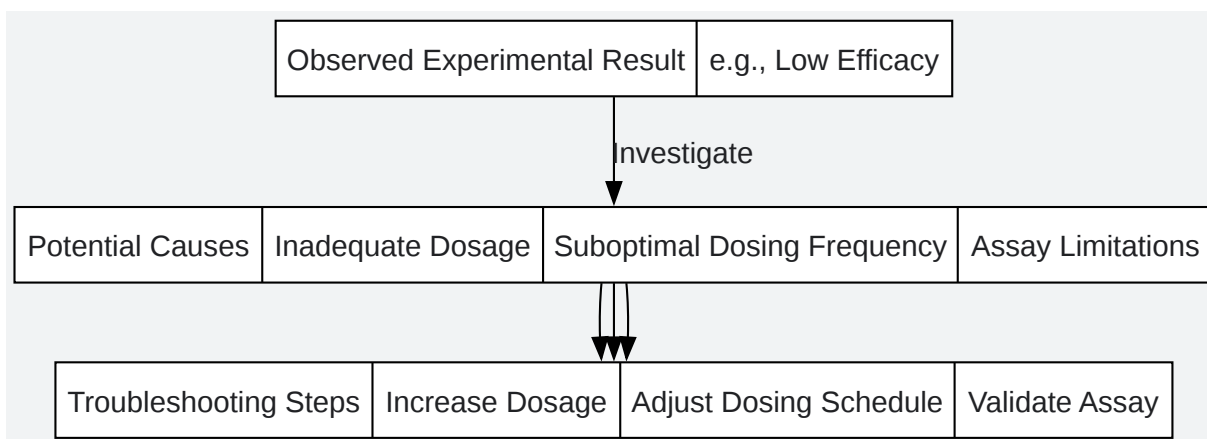 Observed Experimental Result e.g., Low Efficacy
Investigate
Potential Causes Inadequate Dosage Suboptimal Dosing Frequency Assay Limitations
Troubleshooting Steps Increase Dosage Adjust Dosing Schedule Validate Assay